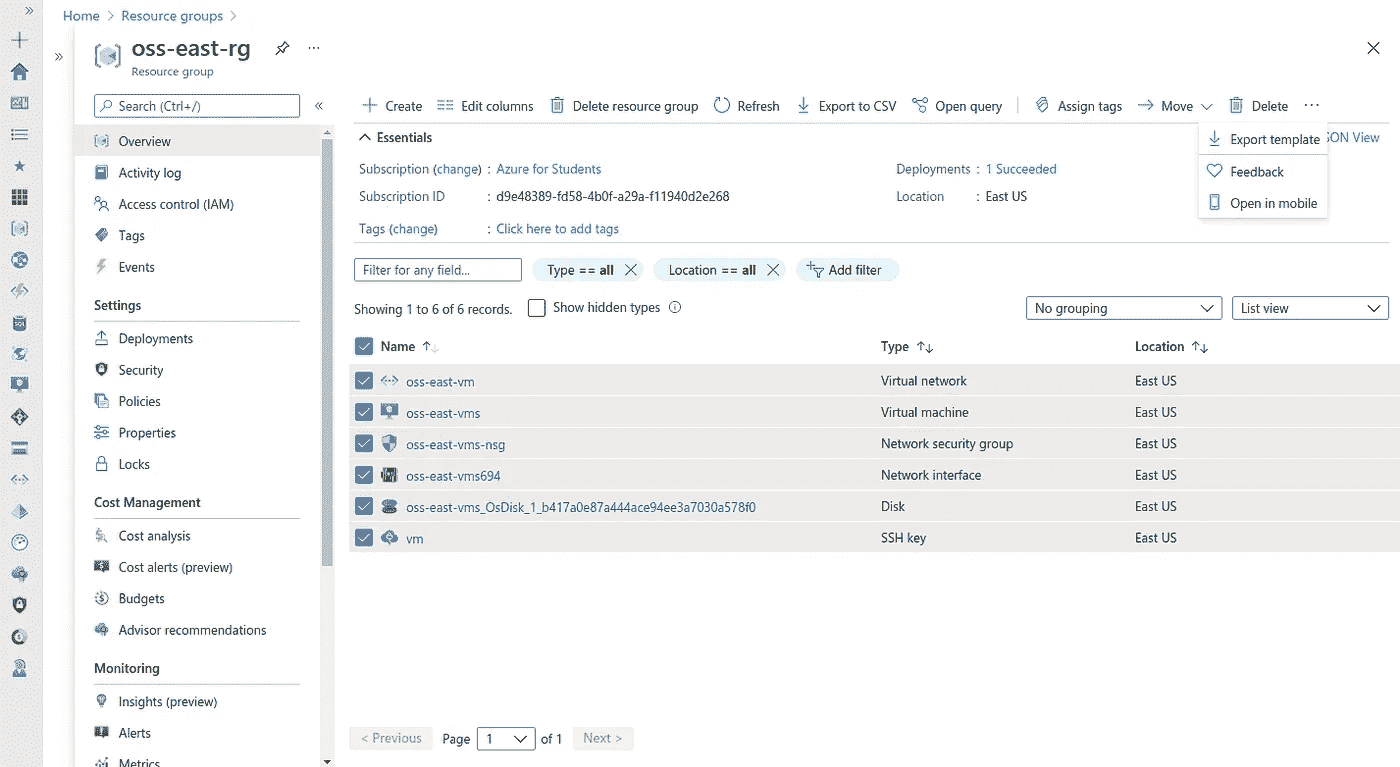 Home > Resource groups >
oss-east-rg ...
Resource group
Search (Ctrl+/)
Overview
Activity log
Access control (IAM)
Tags
Events
Settings
Deployments
Security
Policies
Properties
Locks
Cost Management
Cost analysis
Cost alerts (preview)
Budgets
Advisor recommendations
Monitoring
Insights (preview)
Alerts
Metrics
Create Edit columns Delete resource group Refresh Export to CSV Open query Assign tags Move Delete ...
Export template
Feedback
Open in mobile
Essentials
SON View
Subscription (change) : Azure for Students
Deployments : 1 Succeeded
Subscription ID : d9e48389-fd58-4b0f-a29a-f11940d2e268
Location : East US
Tags (change) : Click here to add tags
Filter for any field...
Type == all
Location == all
Add filter
Showing 1 to 6 of 6 records.
Show hidden types
No grouping
List view
Name Type Location
oss-east-vm Virtual network East US
oss-east-vms Virtual machine East US
oss-east-vms-nsg Network security group East US
oss-east-vms694 Network interface East US
oss-east-vms_OsDisk_1_b417a0e87a444ace94ee3a7030a578f0 Disk East US
vm SSH key East US
< Previous Page 1 of 1 Next >